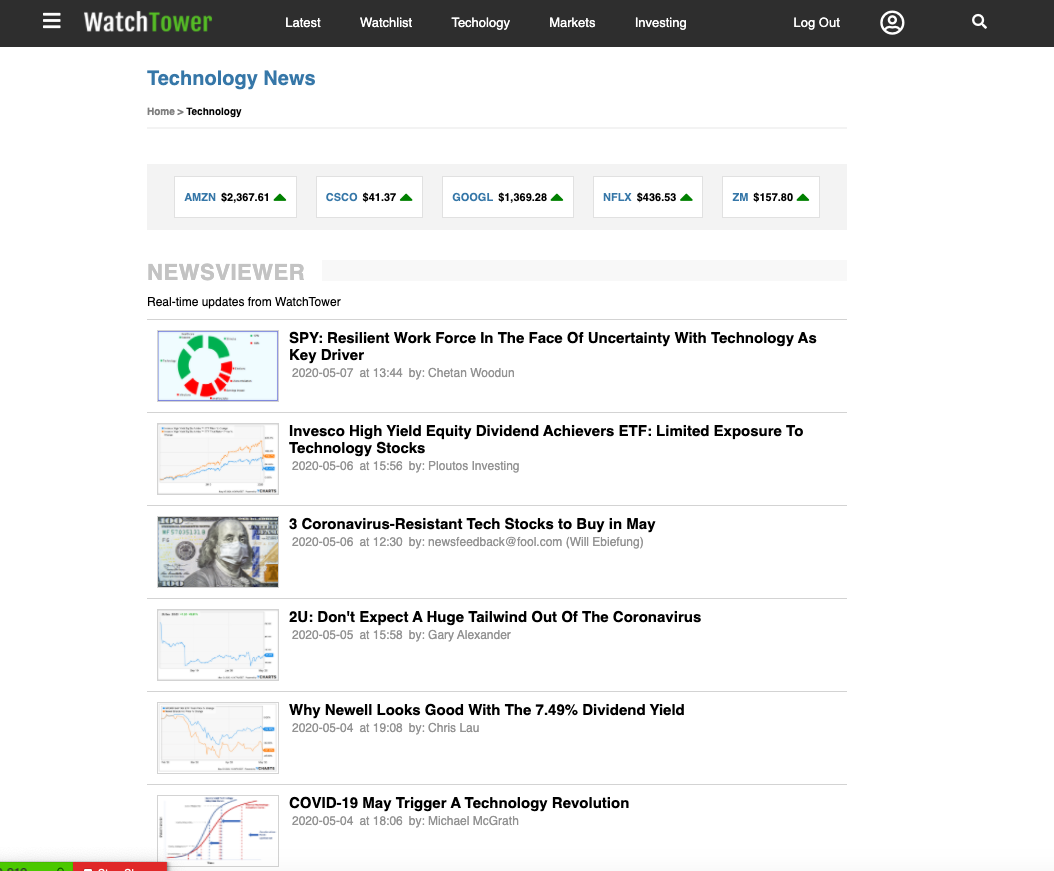 WatchTower
Latest Watchlist Techology Markets Investing Log Out
Technology News
Home > Technology
AMZN $2,367.61 CSCO $41.37 GOOGL $1,369.28 NFLX $436.53 ZM $157.80
NEWSVIEWER
Real-time updates from WatchTower
SPY: Resilient Work Force In The Face Of Uncertainty With Technology As
Key Driver
2020-05-07 at 13:44 by: Chetan Woodun
Invesco High Yield Equity Dividend Achievers ETF: Limited Exposure To
Technology Stocks
2020-05-06 at 15:56 by: Ploutos Investing
3 Coronavirus-Resistant Tech Stocks to Buy in May
2020-05-06 at 12:30 by: newsfeedback@fool.com (Will Ebiefung)
2U: Don't Expect A Huge Tailwind Out Of The Coronavirus
2020-05-05 at 15:58 by: Gary Alexander
Why Newell Looks Good With The 7.49% Dividend Yield
2020-05-04 at 19:08 by: Chris Lau
COVID-19 May Trigger A Technology Revolution
2020-05-04 at 18:06 by: Michael McGrath